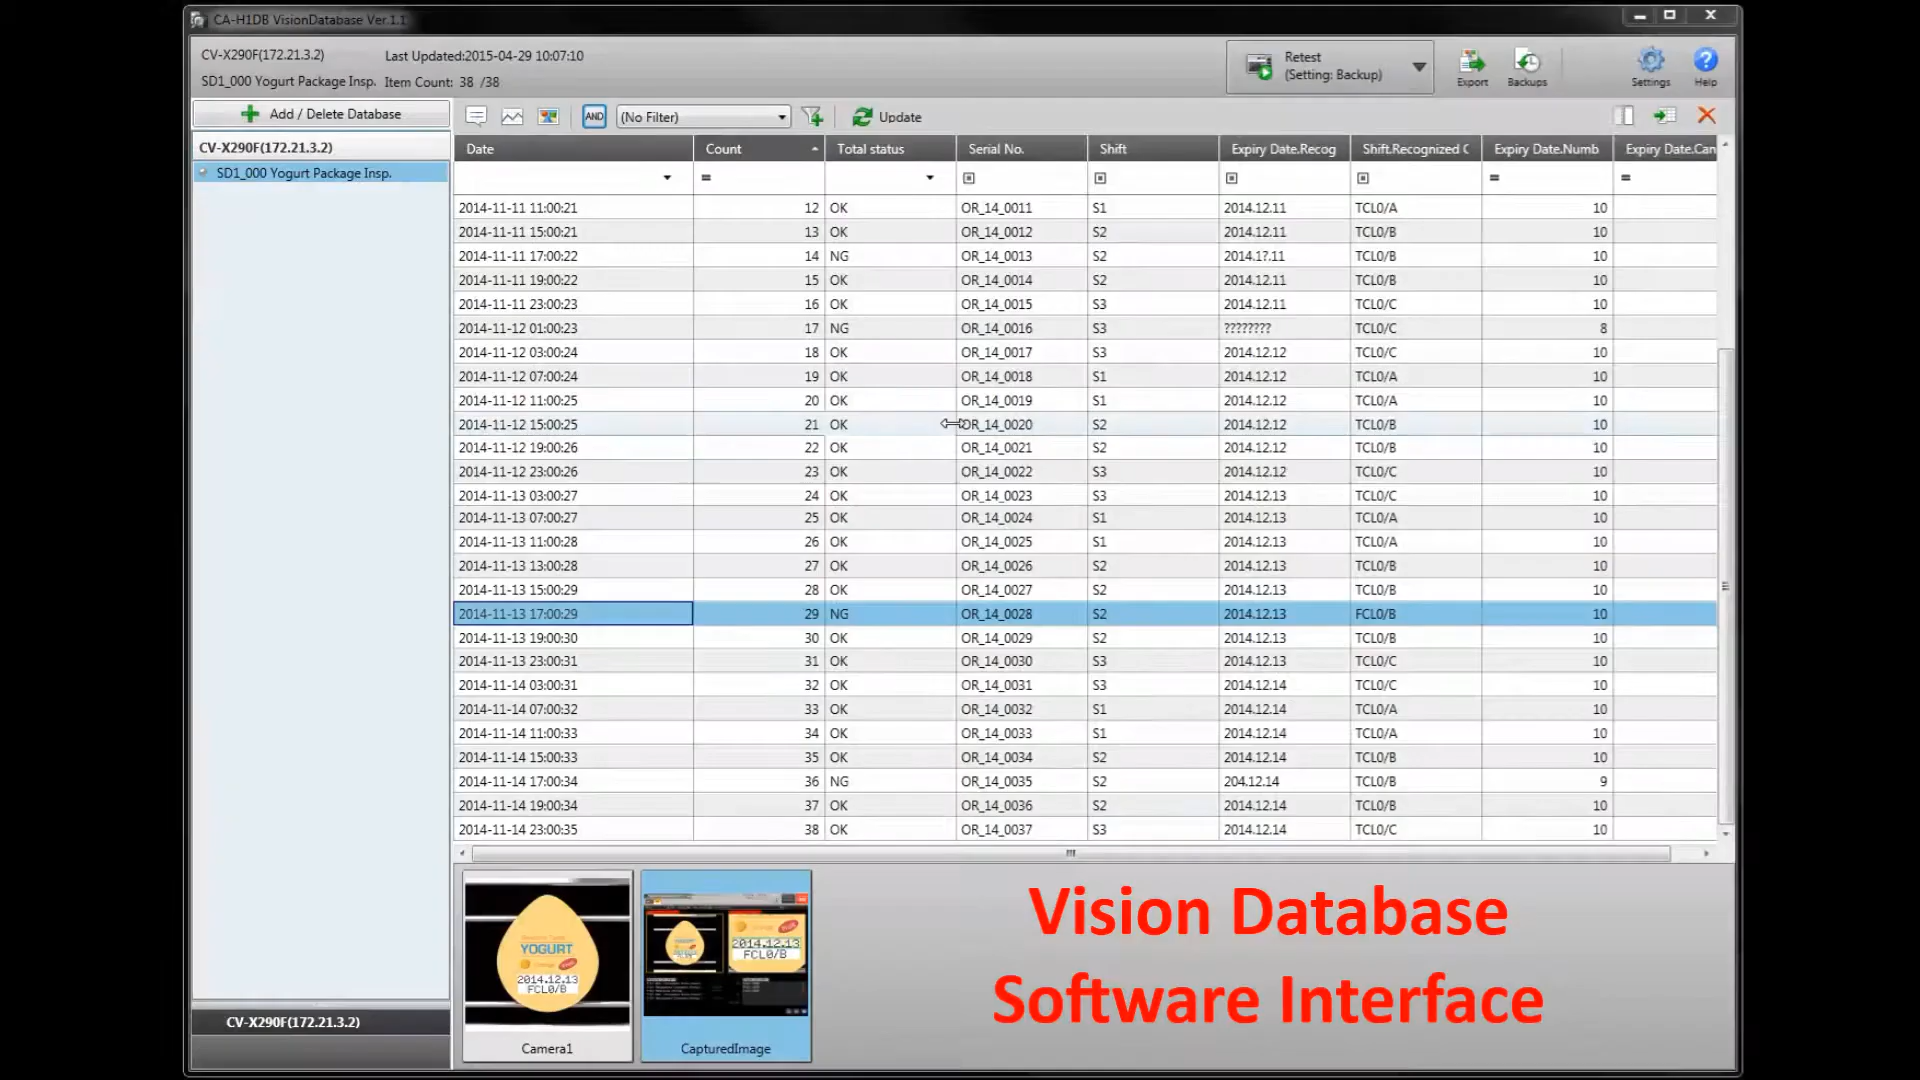 CA-H1DB VisionDatabase Ver.1.1
CV-X290F(172.21.3.2) Last Updated:2015-04-29 10:07:10
SD1_000 Yogurt Package Insp. Item Count: 38 /38
Retest
(Setting: Backup)
Export Backups Settings Help
Add / Delete Database
AND (No Filter) Update
CV-X290F(172.21.3.2)
SD1_000 Yogurt Package Insp.
Date Count Total status Serial No. Shift Expiry Date.Recog Shift.Recognized C Expiry Date.Numb Expiry Date.Can
= = =
2014-11-11 11:00:21 12 OK OR_14_0011 S1 2014.12.11 TCL0/A 10
2014-11-11 15:00:21 13 OK OR_14_0012 S2 2014.12.11 TCL0/B 10
2014-11-11 17:00:22 14 NG OR_14_0013 S2 2014.1?.11 TCL0/B 10
2014-11-11 19:00:22 15 OK OR_14_0014 S2 2014.12.11 TCL0/B 10
2014-11-11 23:00:23 16 OK OR_14_0015 S3 2014.12.11 TCL0/C 10
2014-11-12 01:00:23 17 NG OR_14_0016 S3 ???????? TCL0/C 8
2014-11-12 03:00:24 18 OK OR_14_0017 S3 2014.12.12 TCL0/C 10
2014-11-12 07:00:24 19 OK OR_14_0018 S1 2014.12.12 TCL0/A 10
2014-11-12 11:00:25 20 OK OR_14_0019 S1 2014.12.12 TCL0/A 10
2014-11-12 15:00:25 21 OK OR_14_0020 S2 2014.12.12 TCL0/B 10
2014-11-12 19:00:26 22 OK OR_14_0021 S2 2014.12.12 TCL0/B 10
2014-11-12 23:00:26 23 OK OR_14_0022 S3 2014.12.12 TCL0/C 10
2014-11-13 03:00:27 24 OK OR_14_0023 S3 2014.12.13 TCL0/C 10
2014-11-13 07:00:27 25 OK OR_14_0024 S1 2014.12.13 TCL0/A 10
2014-11-13 11:00:28 26 OK OR_14_0025 S1 2014.12.13 TCL0/A 10
2014-11-13 13:00:28 27 OK OR_14_0026 S2 2014.12.13 TCL0/B 10
2014-11-13 15:00:29 28 OK OR_14_0027 S2 2014.12.13 TCL0/B 10
2014-11-13 17:00:29 29 NG OR_14_0028 S2 2014.12.13 FCL0/B 10
2014-11-13 19:00:30 30 OK OR_14_0029 S2 2014.12.13 TCL0/B 10
2014-11-13 23:00:31 31 OK OR_14_0030 S3 2014.12.13 TCL0/C 10
2014-11-14 03:00:31 32 OK OR_14_0031 S3 2014.12.14 TCL0/C 10
2014-11-14 07:00:32 33 OK OR_14_0032 S1 2014.12.14 TCL0/A 10
2014-11-14 11:00:33 34 OK OR_14_0033 S1 2014.12.14 TCL0/A 10
2014-11-14 15:00:33 35 OK OR_14_0034 S2 2014.12.14 TCL0/B 10
2014-11-14 17:00:34 36 NG OR_14_0035 S2 204.12.14 TCL0/B 9
2014-11-14 19:00:34 37 OK OR_14_0036 S2 2014.12.14 TCL0/B 10
2014-11-14 23:00:35 38 OK OR_14_0037 S3 2014.12.14 TCL0/C 10
CV-X290F(172.21.3.2)
YOGURT
2014.12.13
FCL0/B
Camera1
2014.12.13
FCL0/B
CapturedImage
Vision Database
Software Interface